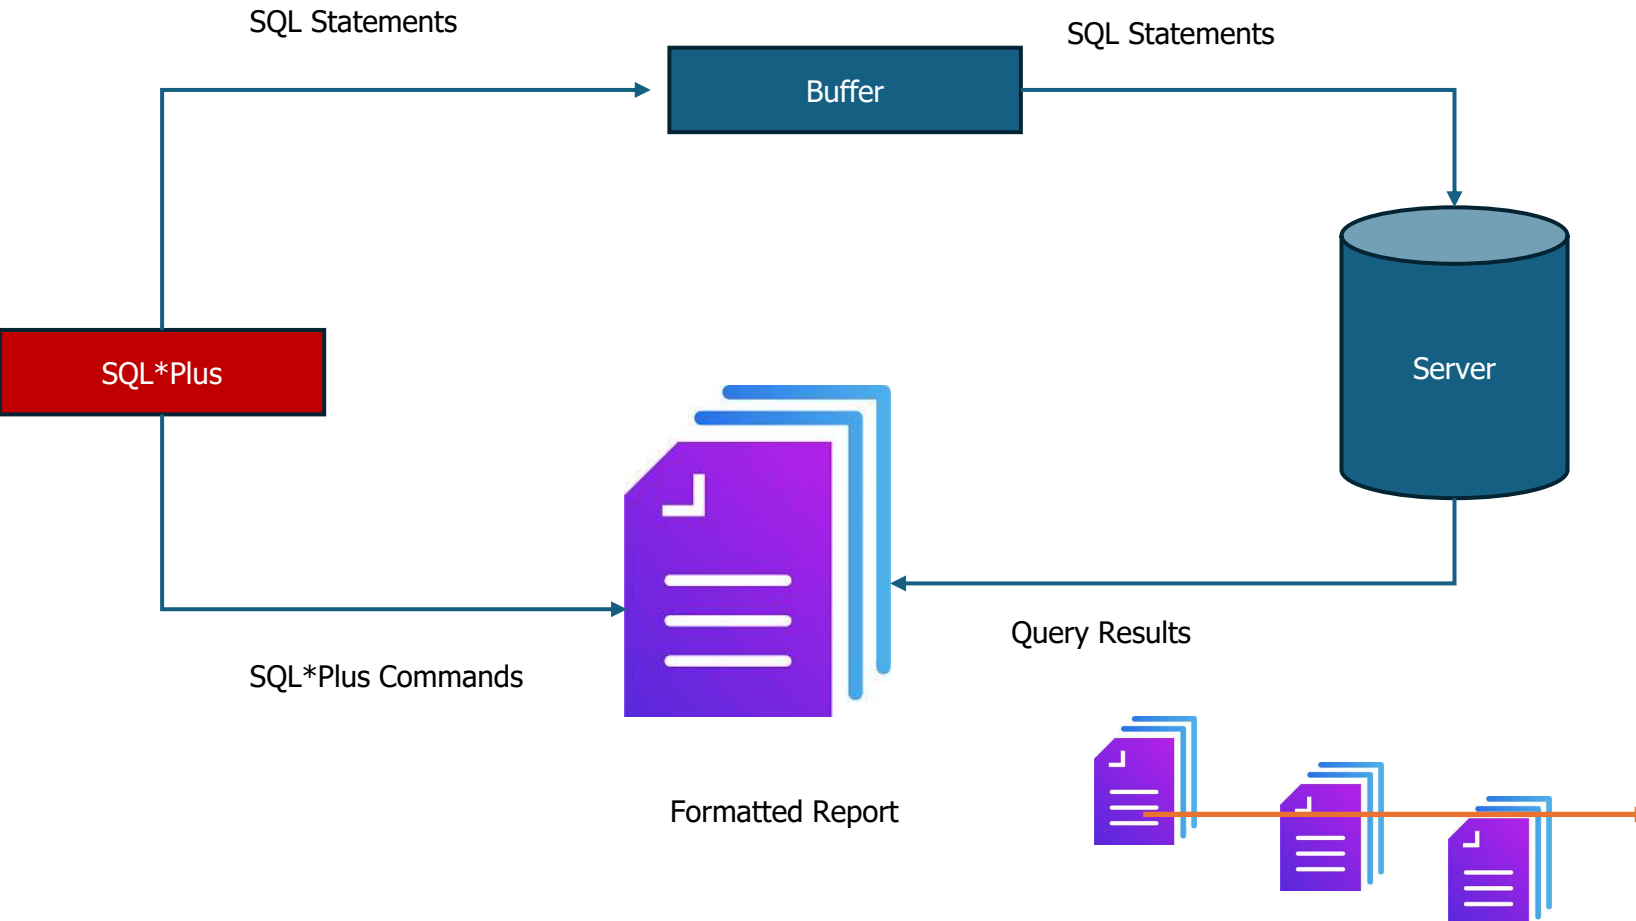 SQL Statements
SQL Statements
Buffer
SQL*Plus
Server
Query Results
SQL*Plus Commands
Formatted Report